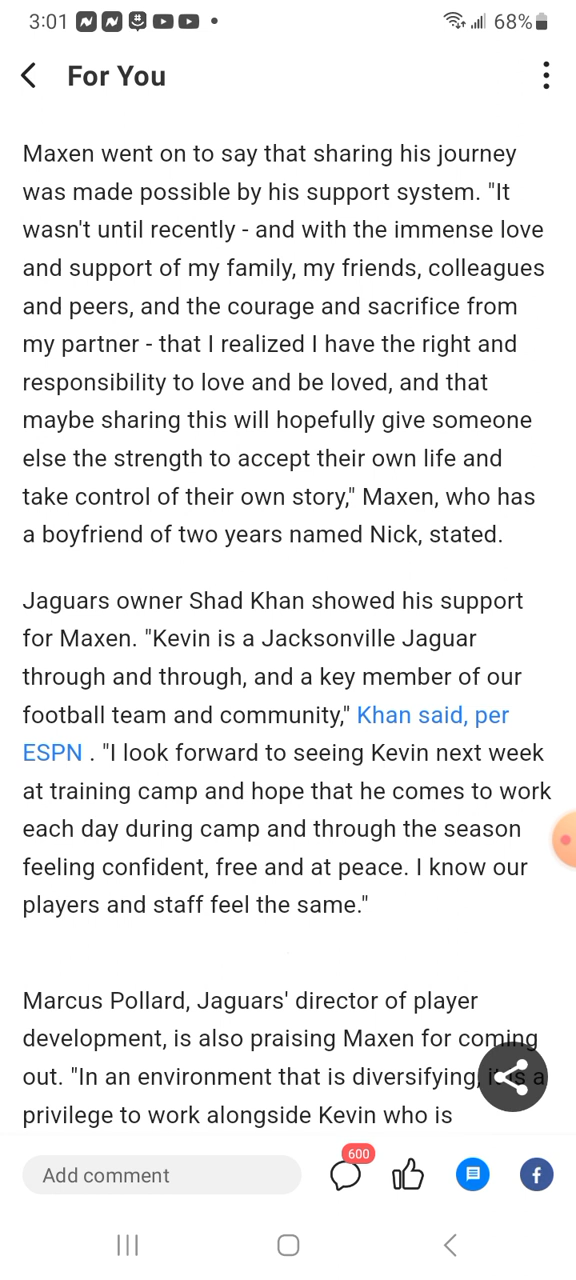 3:01
68%
For You
Maxen went on to say that sharing his journey
was made possible by his support system. "It
wasn't until recently - and with the immense love
and support of my family, my friends, colleagues
and peers, and the courage and sacrifice from
my partner - that I realized I have the right and
responsibility to love and be loved, and that
maybe sharing this will hopefully give someone
else the strength to accept their own life and
take control of their own story," Maxen, who has
a boyfriend of two years named Nick, stated.
Jaguars owner Shad Khan showed his support
for Maxen. "Kevin is a Jacksonville Jaguar
through and through, and a key member of our
football team and community," Khan said, per
ESPN . "I look forward to seeing Kevin next week
at training camp and hope that he comes to work
each day during camp and through the season
feeling confident, free and at peace. I know our
players and staff feel the same."
Marcus Pollard, Jaguars' director of player
development, is also praising Maxen for coming
out. "In an environment that is diversifying, it is a
privilege to work alongside Kevin who is
600
Add comment